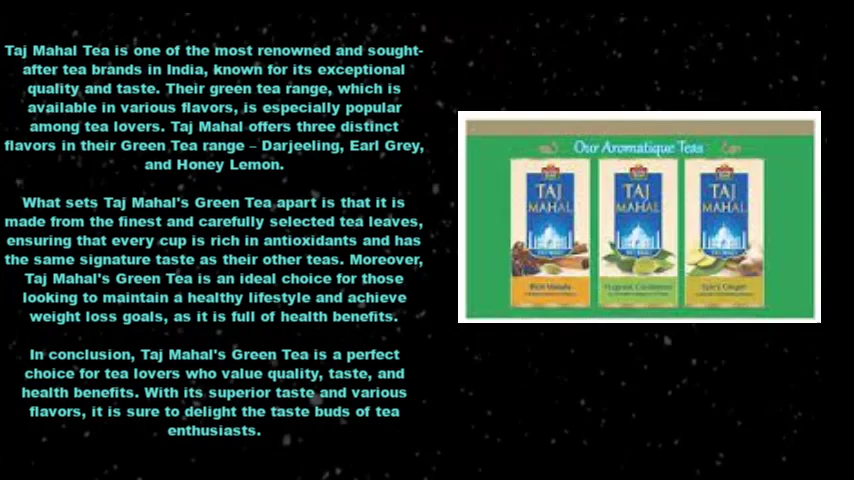 Taj Mahal Tea is one of the most renowned and sought-
after tea brands in India, known for its exceptional
quality and taste. Their green tea range, which is
available in various flavors, is especially popular
among tea lovers. Taj Mahal offers three distinct
flavors in their Green Tea range – Darjeeling, Earl Grey,
and Honey Lemon.
What sets Taj Mahal's Green Tea apart is that it is
made from the finest and carefully selected tea leaves,
ensuring that every cup is rich in antioxidants and has
the same signature taste as their other teas. Moreover,
Taj Mahal's Green Tea is an ideal choice for those
looking to maintain a healthy lifestyle and achieve
weight loss goals, as it is full of health benefits.
In conclusion, Taj Mahal's Green Tea is a perfect
choice for tea lovers who value quality, taste, and
health benefits. With its superior taste and various
flavors, it is sure to delight the taste buds of tea
enthusiasts.
Our Aromatique Teas
TAJ MAHAL
Rich Masala
TAJ MAHAL
Fragrant Cardamom
TAJ MAHAL
Spicy Ginger